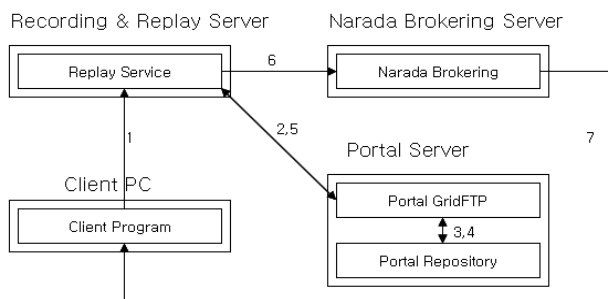 Recording & Replay Server
Narada Brokering Server
Replay Service
6
Narada Brokering
1
2,5
7
Portal Server
Client PC
Portal GridFTP
Client Program
3,4
Portal Repository